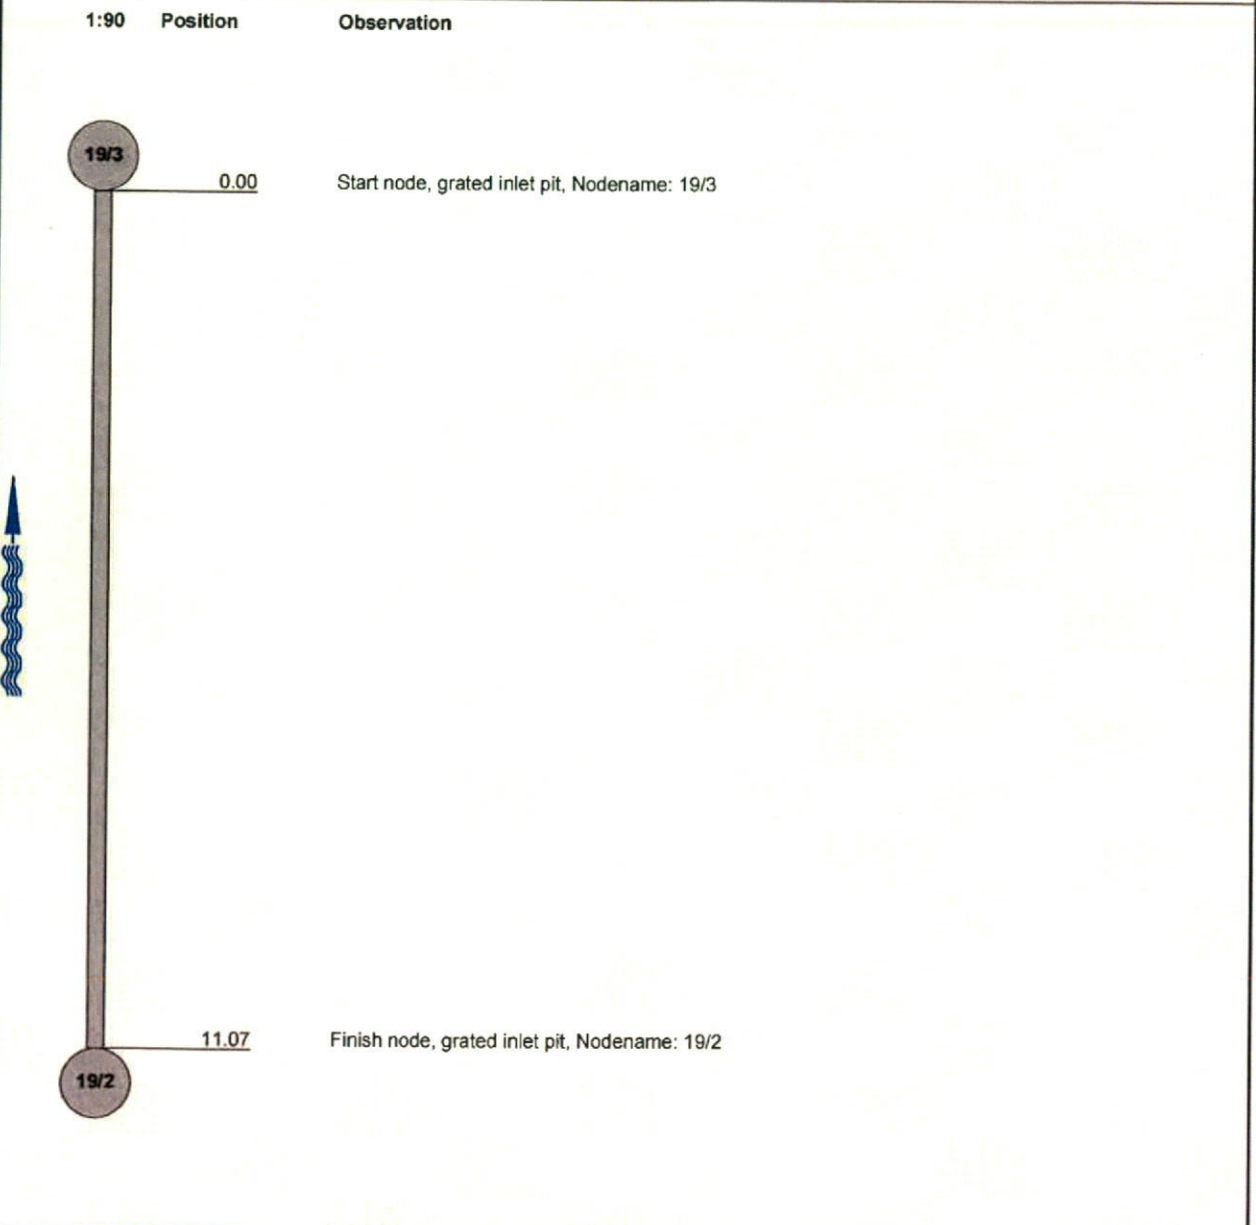 1:90 Position Observation
19/3
0.00 Start node, grated inlet pit, Nodename: 19/3
11.07 Finish node, grated inlet pit, Nodename: 19/2
19/2